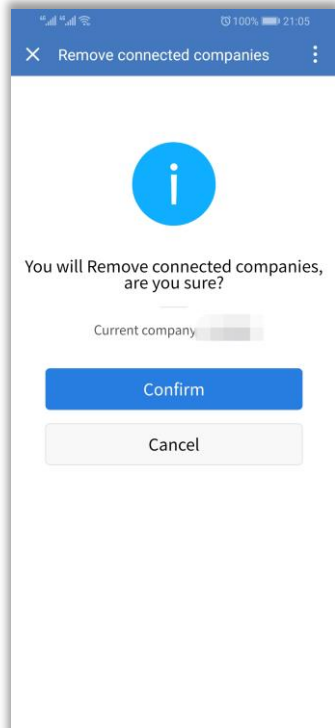 100% 21:05
Remove connected companies
i
You will Remove connected companies,
are you sure?
Current company
Confirm
Cancel